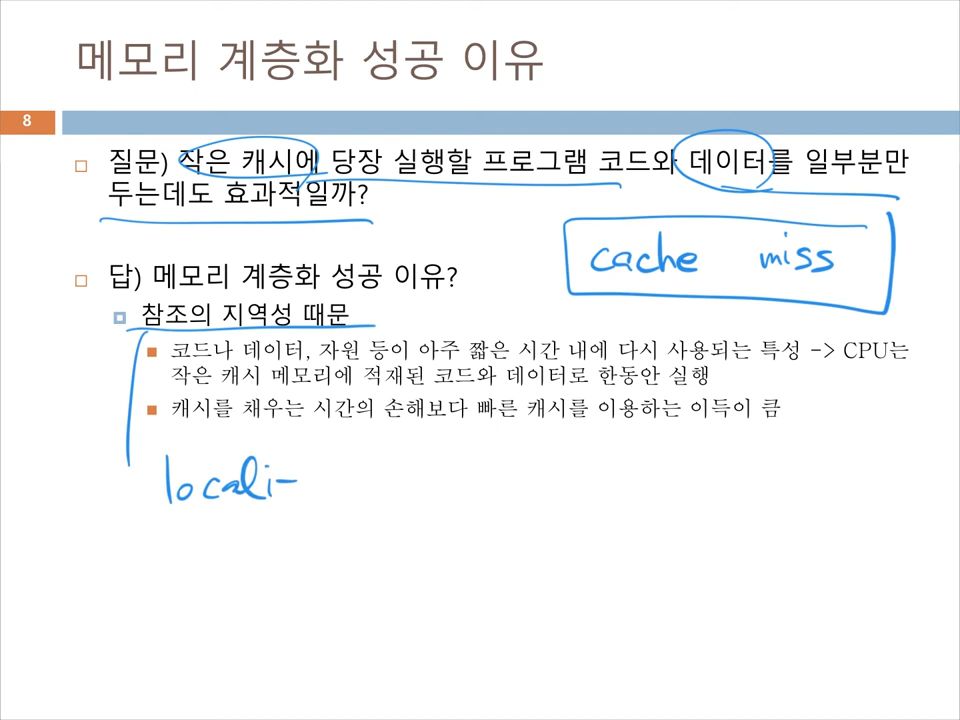 메모리 계층화 성공 이유
8
질문) 작은 캐시에 당장 실행할 프로그램 코드와 데이터를 일부분만
두는데도 효과적일까?
cache miss
답) 메모리 계층화 성공 이유?
참조의 지역성 때문
코드나 데이터, 자원 등이 아주 짧은 시간 내에 다시 사용되는 특성 -> CPU는
작은 캐시 메모리에 적재된 코드와 데이터로 한동안 실행
캐시를 채우는 시간의 손해보다 빠른 캐시를 이용하는 이득이 큼
locali-